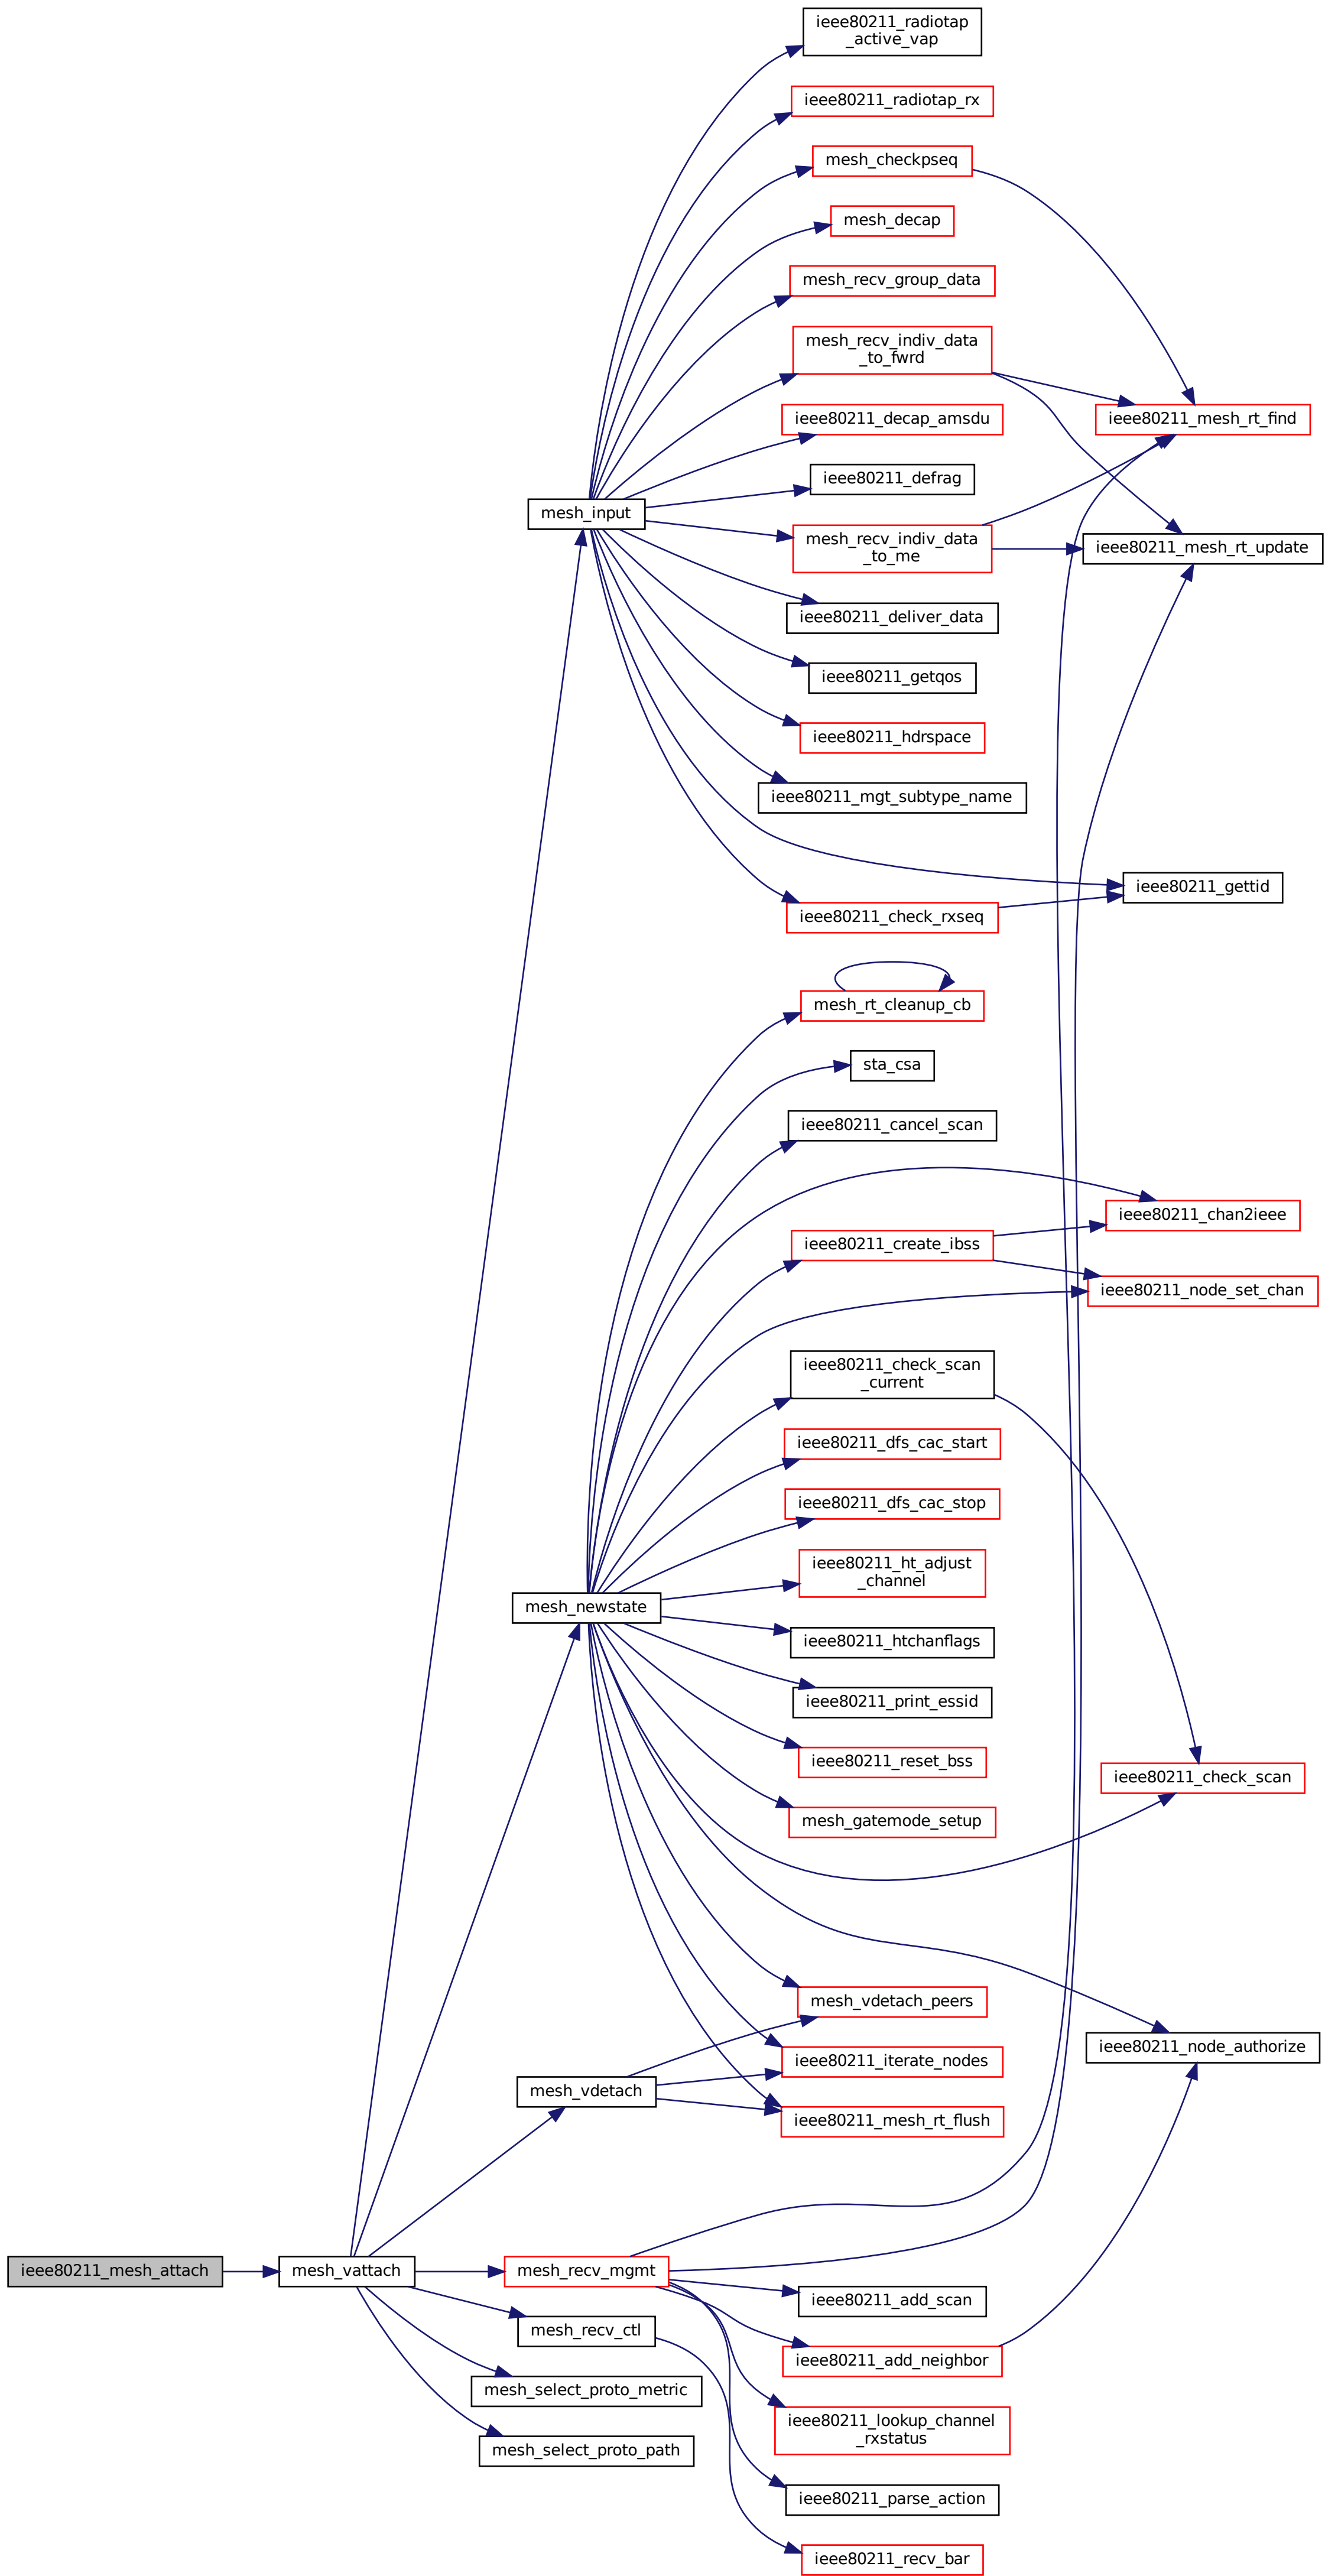 ieee80211_radiotap
_active_vap
ieee80211_radiotap_rx
mesh_checkpseq
mesh_decap
mesh_recv_group_data
mesh_recv_indiv_data
_to_fwrd
ieee80211_decap_amsdu
ieee80211_mesh_rt_find
ieee80211_defrag
mesh_input
mesh_recv_indiv_data
_to_me
ieee80211_mesh_rt_update
ieee80211_deliver_data
ieee80211_getqos
ieee80211_hdrspace
ieee80211_mgt_subtype_name
ieee80211_gettid
ieee80211_check_rxseq
mesh_rt_cleanup_cb
sta_csa
ieee80211_cancel_scan
ieee80211_chan2ieee
ieee80211_create_ibss
ieee80211_node_set_chan
ieee80211_check_scan
_current
ieee80211_dfs_cac_start
ieee80211_dfs_cac_stop
ieee80211_ht_adjust
_channel
mesh_newstate
ieee80211_htchanflags
ieee80211_print_essid
ieee80211_reset_bss
ieee80211_check_scan
mesh_gatemode_setup
mesh_vdetach_peers
ieee80211_node_authorize
ieee80211_iterate_nodes
mesh_vdetach
ieee80211_mesh_rt_flush
ieee80211_mesh_attach
mesh_vattach
mesh_recv_mgmt
ieee80211_add_scan
mesh_recv_ctl
ieee80211_add_neighbor
mesh_select_proto_metric
ieee80211_lookup_channel
_rxstatus
mesh_select_proto_path
ieee80211_parse_action
ieee80211_recv_bar